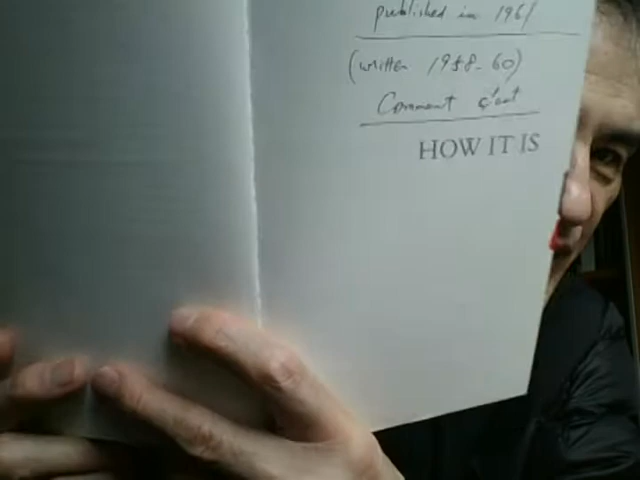 published in 1961
(written 1958-60)
Comment c'est
HOW IT IS